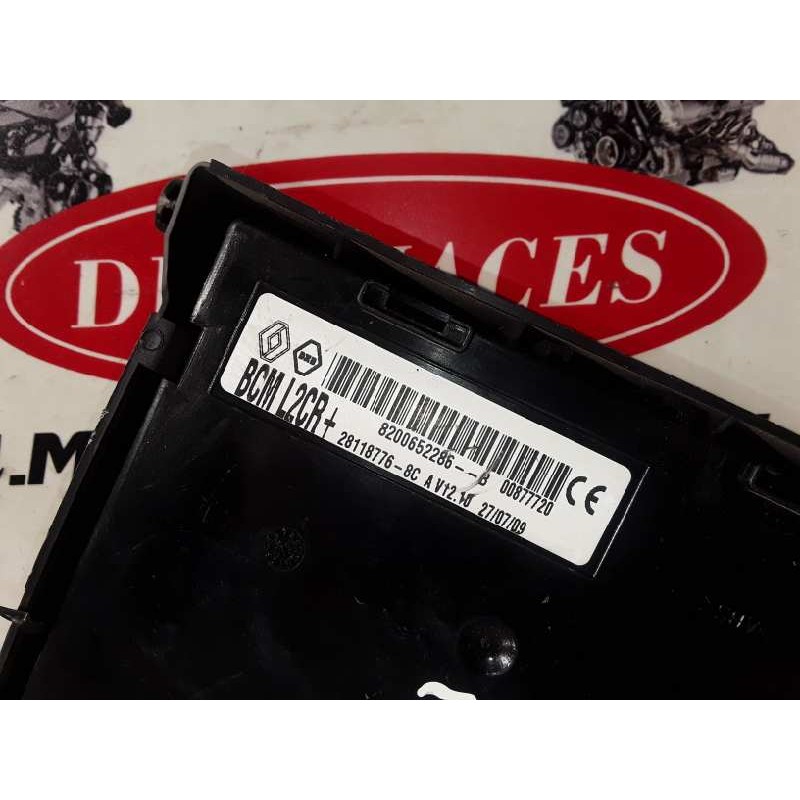 BCM L2CR+
8200652286--B 00877720
28118776-8C A V12.10 27/07/09
CE